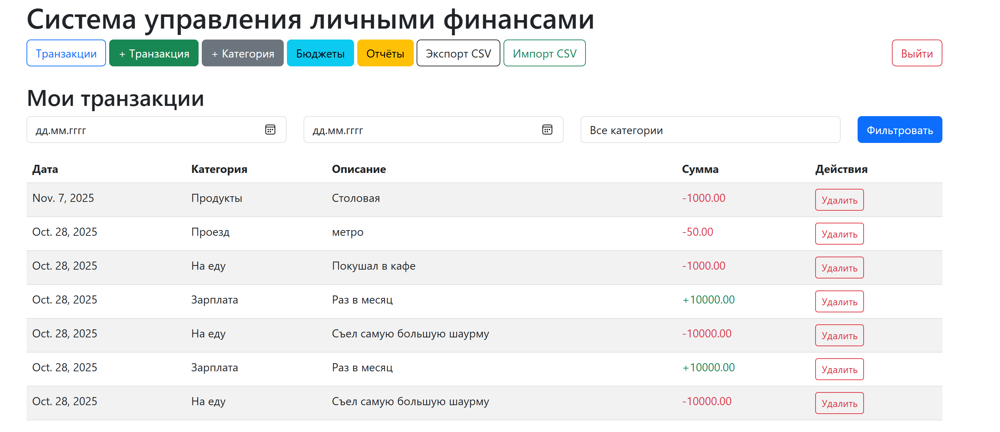 Система управления личными финансами
Транзакции + Транзакция + Категория Бюджеты Отчёты Экспорт CSV Импорт CSV Выйти
Мои транзакции
дд.мм.гггг дд.мм.гггг Все категории Фильтровать
Дата Категория Описание Сумма Действия
Nov. 7, 2025 Продукты Столовая -1000.00 Удалить
Oct. 28, 2025 Проезд метро -50.00 Удалить
Oct. 28, 2025 На еду Покушал в кафе -1000.00 Удалить
Oct. 28, 2025 Зарплата Раз в месяц +10000.00 Удалить
Oct. 28, 2025 На еду Съел самую большую шаурму -10000.00 Удалить
Oct. 28, 2025 Зарплата Раз в месяц +10000.00 Удалить
Oct. 28, 2025 На еду Съел самую большую шаурму -10000.00 Удалить